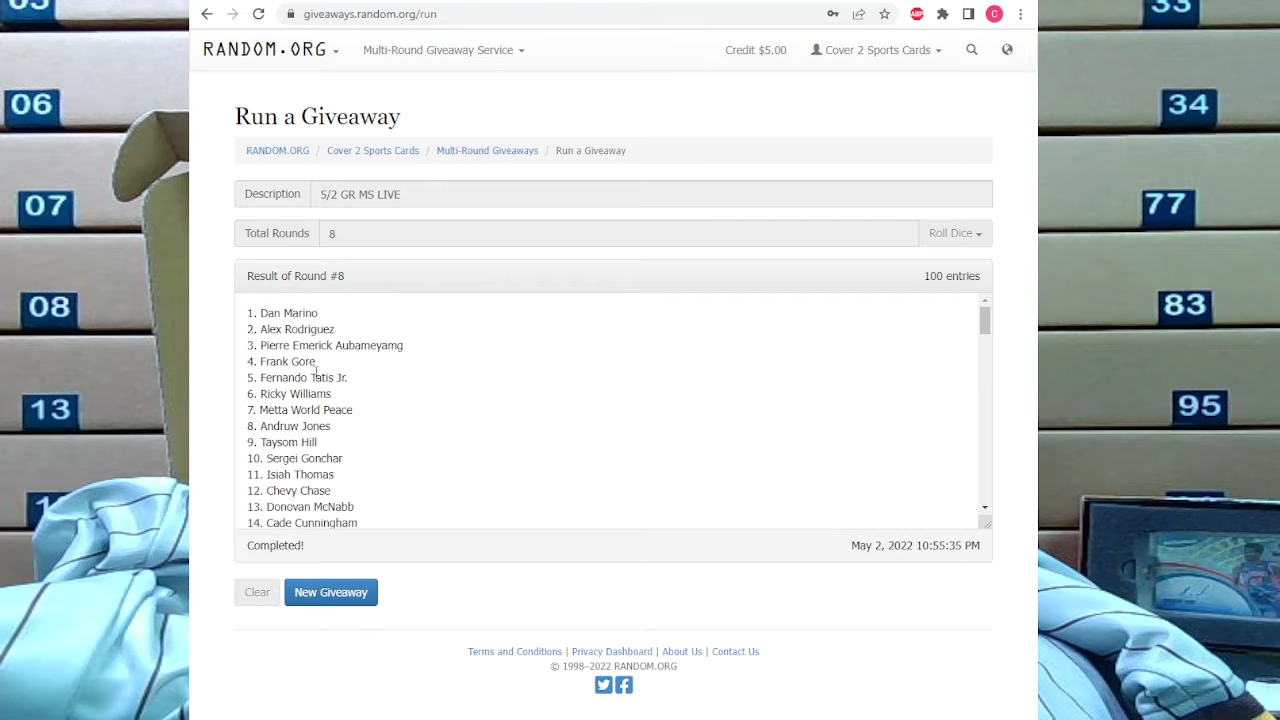 giveaways.random.org/run
RANDOM.ORG
Multi-Round Giveaway Service
Credit $5.00
Cover 2 Sports Cards
C
Run a Giveaway
RANDOM.ORG / Cover 2 Sports Cards / Multi-Round Giveaways / Run a Giveaway
Description
5/2 GR MS LIVE
Total Rounds
8
Roll Dice
Result of Round #8
100 entries
1. Dan Marino
2. Alex Rodriguez
3. Pierre Emerick Aubameyamg
4. Frank Gore
5. Fernando Tatis Jr.
6. Ricky Williams
7. Metta World Peace
8. Andruw Jones
9. Taysom Hill
10. Sergei Gonchar
11. Isiah Thomas
12. Chevy Chase
13. Donovan McNabb
14. Cade Cunningham
Completed!
May 2, 2022 10:55:35 PM
Clear
New Giveaway
Terms and Conditions | Privacy Dashboard | About Us | Contact Us
© 1998–2022 RANDOM.ORG
06
07
08
13
33
34
77
83
95